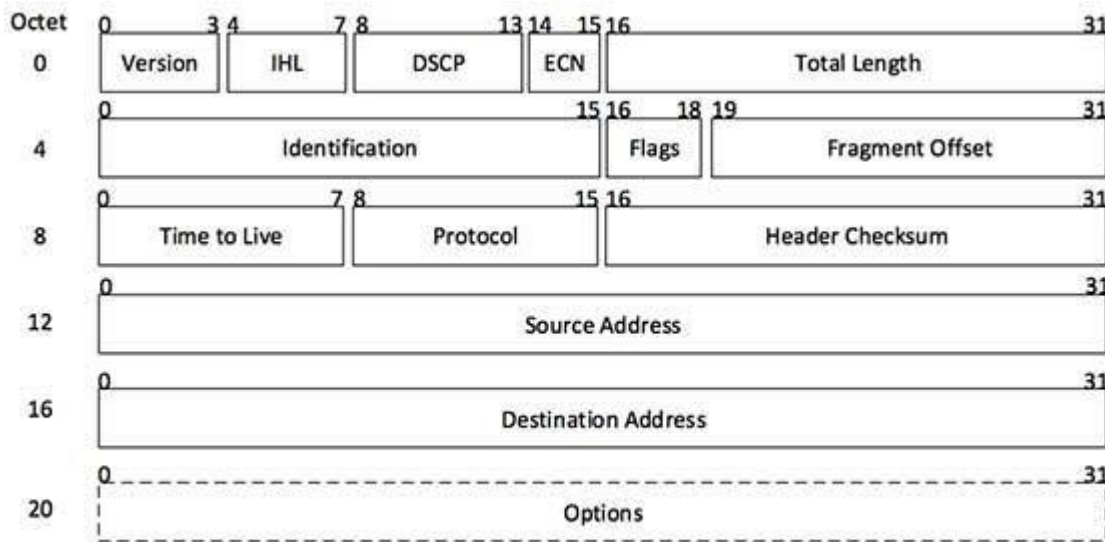 Octet 0 3 4 7 8 13 14 15 16 31
0 Version IHL DSCP ECN Total Length
0 15 16 18 19 31
4 Identification Flags Fragment Offset
0 7 8 15 16 31
8 Time to Live Protocol Header Checksum
0 31
12 Source Address
0 31
16 Destination Address
0 31
20 Options